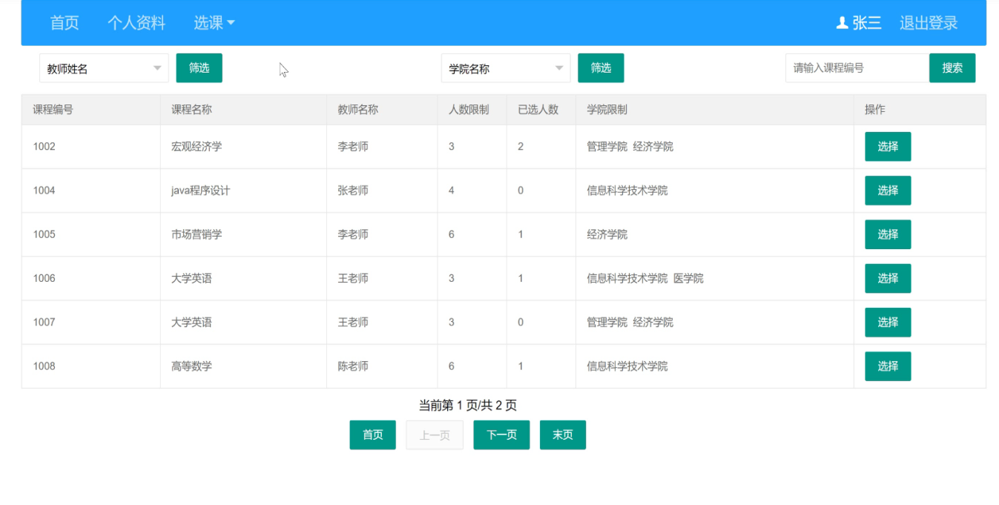 首页 个人资料 选课 张三 退出登录
教师姓名 筛选 学院名称 筛选 请输入课程编号 搜索
课程编号 课程名称 教师名称 人数限制 已选人数 学院限制 操作
1002 宏观经济学 李老师 3 2 管理学院 经济学院 选择
1004 java程序设计 张老师 4 0 信息科学技术学院 选择
1005 市场营销学 李老师 6 1 经济学院 选择
1006 大学英语 王老师 3 1 信息科学技术学院 医学院 选择
1007 大学英语 王老师 3 0 管理学院 经济学院 选择
1008 高等数学 陈老师 6 1 信息科学技术学院 选择
当前第 1 页/共 2 页
首页 上一页 下一页 末页